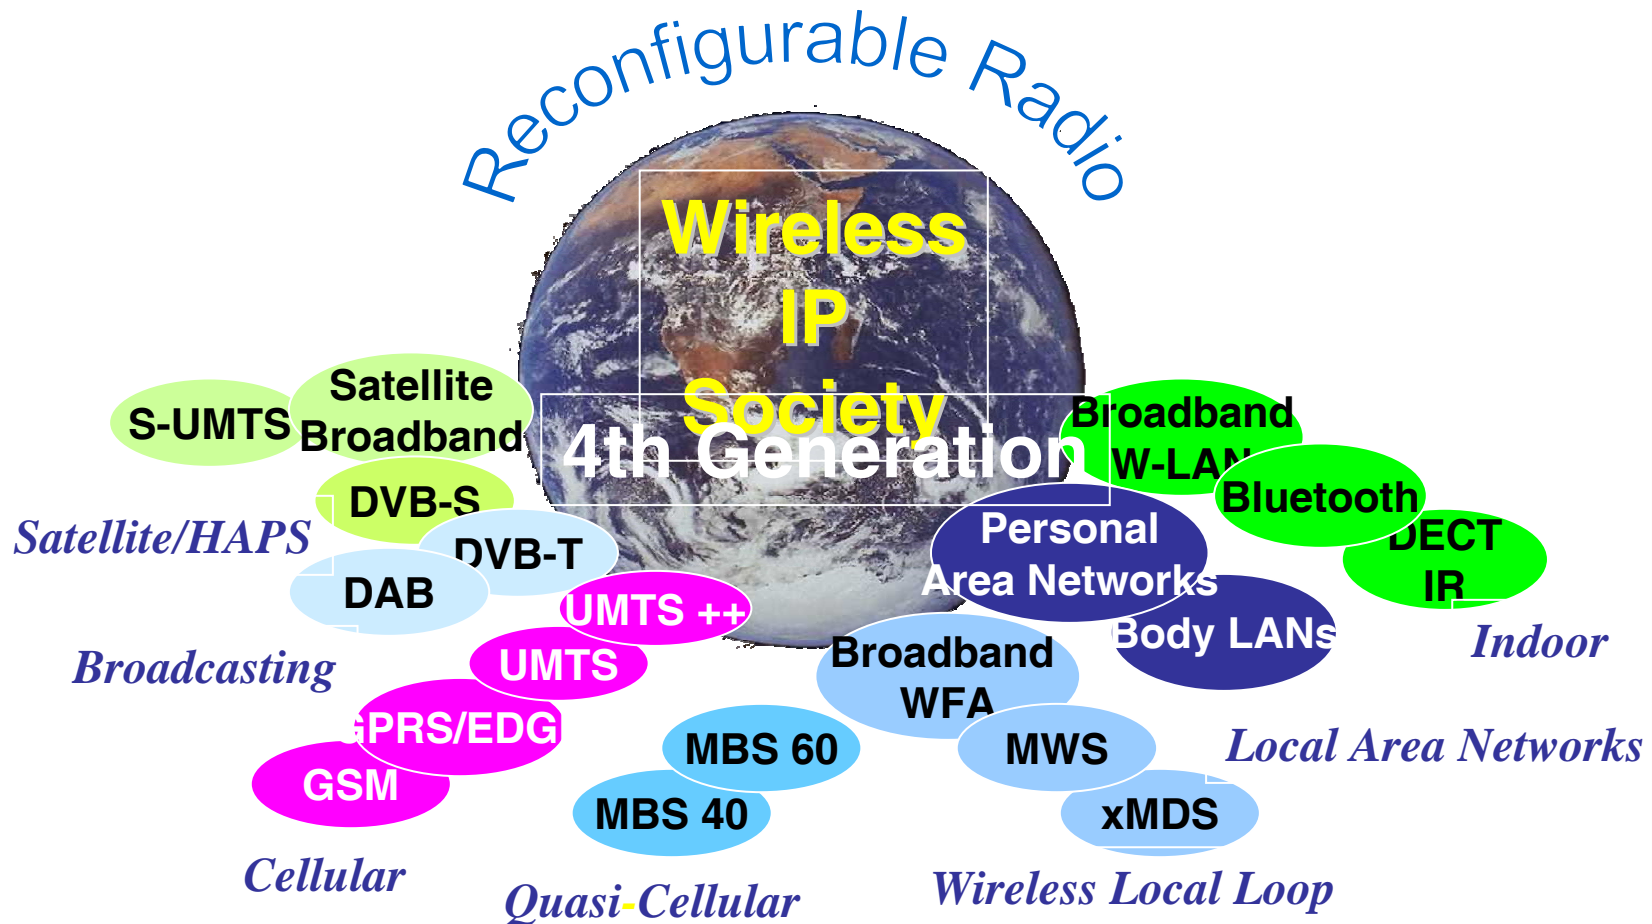 Reconfigurable Radio
Wireless
IP
Society
4th Generation
S-UMTS
Satellite
Broadband
DVB-S
Satellite/HAPS
DVB-T
DAB
Broadcasting
UMTS ++
UMTS
GPRS/EDG
GSM
Cellular
MBS 60
MBS 40
Quasi-Cellular
Broadband
WFA
MWS
xMDS
Wireless Local Loop
Personal
Area Networks
Body LANs
Local Area Networks
Broadband
W-LAN
Bluetooth
DECT
IR
Indoor